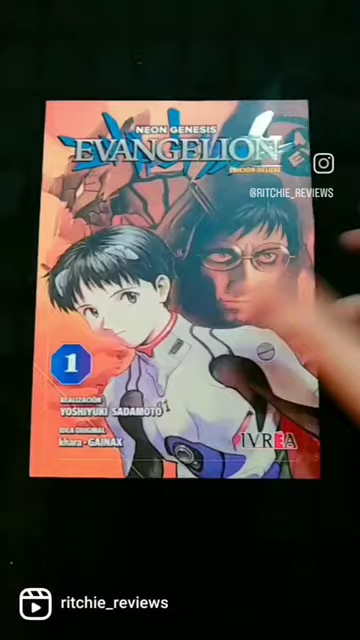 NEON GENESIS
EVANGELION
EDICIÓN DELUXE
@RITCHIE_REVIEWS
1
REALIZACIÓN
YOSHIYUKI SADAMOTO
IDEA ORIGINAL
khara - GAINAX
IVREA
ritchie_reviews